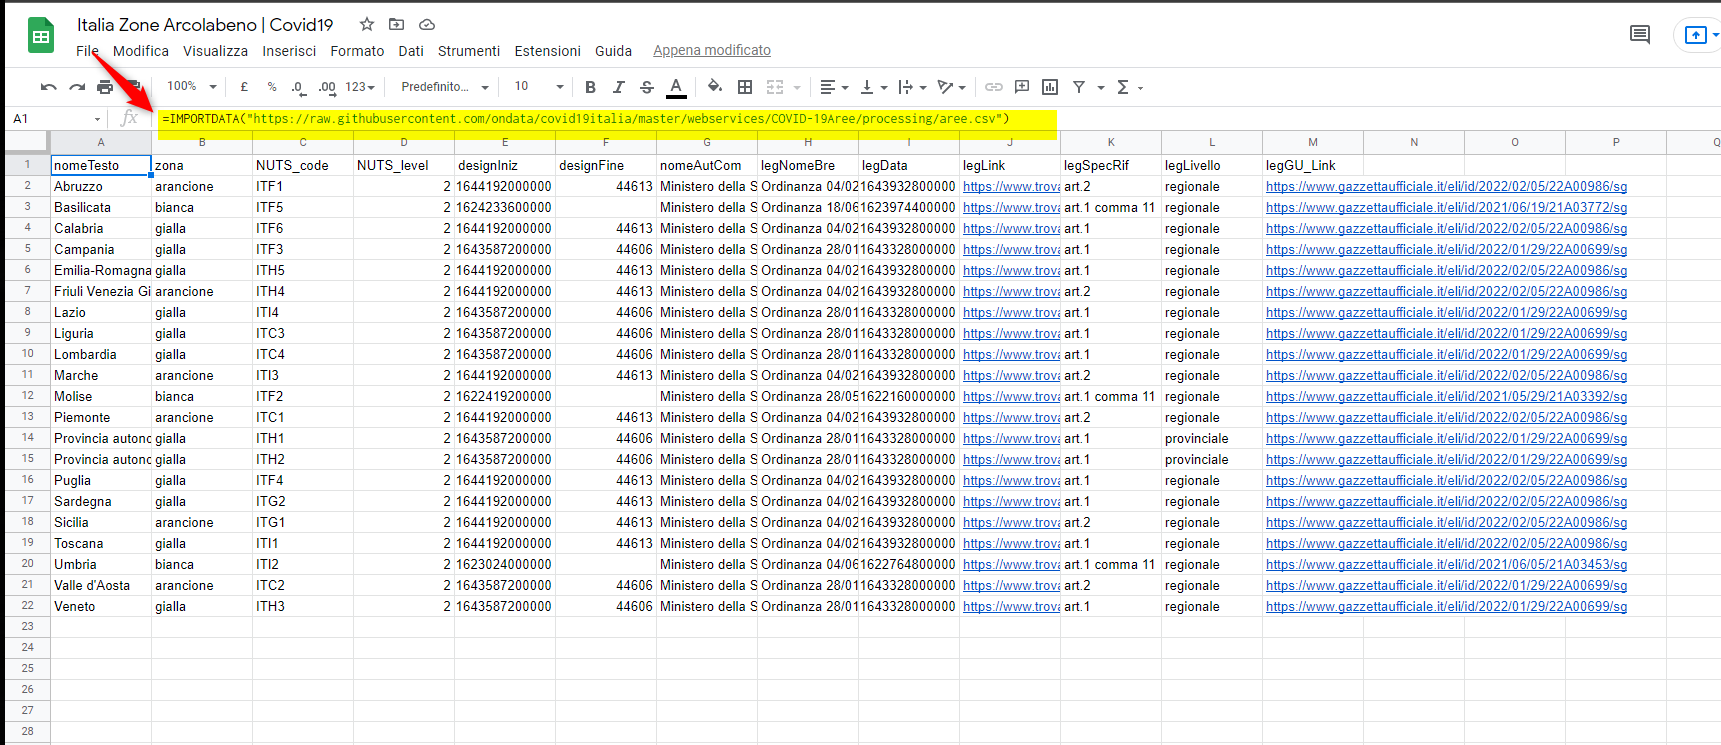 Italia Zone Arcolabeno | Covid19
File Modifica Visualizza Inserisci Formato Dati Strumenti Estensioni Guida Appena modificato
100% £ % .0 .00 123 Predefinito... 10 B I S A Σ
A1 fx =IMPORTDATA("https://raw.githubusercontent.com/ondata/covid19italia/master/webservices/COVID-19Aree/processing/aree.csv")
A B C D E F G H I J K L M N O P Q
1 nomeTesto zona NUTS_code NUTS_level designIniz designFine nomeAutCom legNomeBre legData legLink legSpecRif legLivello legGU_Link
2 Abruzzo arancione ITF1 2 1644192000000 44613 Ministero della S Ordinanza 04/02 1643932800000 https://www.trova art.2 regionale https://www.gazzettaufficiale.it/eli/id/2022/02/05/22A00986/sg
3 Basilicata bianca ITF5 2 1624233600000 Ministero della S Ordinanza 18/06 1623974400000 https://www.trova art.1 comma 11 regionale https://www.gazzettaufficiale.it/eli/id/2021/06/19/21A03772/sg
4 Calabria gialla ITF6 2 1644192000000 44613 Ministero della S Ordinanza 04/02 1643932800000 https://www.trova art.1 regionale https://www.gazzettaufficiale.it/eli/id/2022/02/05/22A00986/sg
5 Campania gialla ITF3 2 1643587200000 44606 Ministero della S Ordinanza 28/01 1643328000000 https://www.trova art.1 regionale https://www.gazzettaufficiale.it/eli/id/2022/01/29/22A00699/sg
6 Emilia-Romagna gialla ITH5 2 1644192000000 44613 Ministero della S Ordinanza 04/02 1643932800000 https://www.trova art.1 regionale https://www.gazzettaufficiale.it/eli/id/2022/02/05/22A00986/sg
7 Friuli Venezia Gi arancione ITH4 2 1644192000000 44613 Ministero della S Ordinanza 04/02 1643932800000 https://www.trova art.2 regionale https://www.gazzettaufficiale.it/eli/id/2022/02/05/22A00986/sg
8 Lazio gialla ITI4 2 1643587200000 44606 Ministero della S Ordinanza 28/01 1643328000000 https://www.trova art.1 regionale https://www.gazzettaufficiale.it/eli/id/2022/01/29/22A00699/sg
9 Liguria gialla ITC3 2 1643587200000 44606 Ministero della S Ordinanza 28/01 1643328000000 https://www.trova art.1 regionale https://www.gazzettaufficiale.it/eli/id/2022/01/29/22A00699/sg
10 Lombardia gialla ITC4 2 1643587200000 44606 Ministero della S Ordinanza 28/01 1643328000000 https://www.trova art.1 regionale https://www.gazzettaufficiale.it/eli/id/2022/01/29/22A00699/sg
11 Marche arancione ITI3 2 1644192000000 44613 Ministero della S Ordinanza 04/02 1643932800000 https://www.trova art.2 regionale https://www.gazzettaufficiale.it/eli/id/2022/02/05/22A00986/sg
12 Molise bianca ITF2 2 1622419200000 Ministero della S Ordinanza 28/05 1622160000000 https://www.trova art.1 comma 11 regionale https://www.gazzettaufficiale.it/eli/id/2021/05/29/21A03392/sg
13 Piemonte arancione ITC1 2 1644192000000 44613 Ministero della S Ordinanza 04/02 1643932800000 https://www.trova art.2 regionale https://www.gazzettaufficiale.it/eli/id/2022/02/05/22A00986/sg
14 Provincia autono gialla ITH1 2 1643587200000 44606 Ministero della S Ordinanza 28/01 1643328000000 https://www.trova art.1 provinciale https://www.gazzettaufficiale.it/eli/id/2022/01/29/22A00699/sg
15 Provincia autono gialla ITH2 2 1643587200000 44606 Ministero della S Ordinanza 28/01 1643328000000 https://www.trova art.1 provinciale https://www.gazzettaufficiale.it/eli/id/2022/01/29/22A00699/sg
16 Puglia gialla ITF4 2 1644192000000 44613 Ministero della S Ordinanza 04/02 1643932800000 https://www.trova art.1 regionale https://www.gazzettaufficiale.it/eli/id/2022/02/05/22A00986/sg
17 Sardegna gialla ITG2 2 1644192000000 44613 Ministero della S Ordinanza 04/02 1643932800000 https://www.trova art.1 regionale https://www.gazzettaufficiale.it/eli/id/2022/02/05/22A00986/sg
18 Sicilia arancione ITG1 2 1644192000000 44613 Ministero della S Ordinanza 04/02 1643932800000 https://www.trova art.2 regionale https://www.gazzettaufficiale.it/eli/id/2022/02/05/22A00986/sg
19 Toscana gialla ITI1 2 1644192000000 44613 Ministero della S Ordinanza 04/02 1643932800000 https://www.trova art.1 regionale https://www.gazzettaufficiale.it/eli/id/2022/02/05/22A00986/sg
20 Umbria bianca ITI2 2 1623024000000 Ministero della S Ordinanza 04/06 1622764800000 https://www.trova art.1 comma 11 regionale https://www.gazzettaufficiale.it/eli/id/2021/06/05/21A03453/sg
21 Valle d'Aosta arancione ITC2 2 1643587200000 44606 Ministero della S Ordinanza 28/01 1643328000000 https://www.trova art.2 regionale https://www.gazzettaufficiale.it/eli/id/2022/01/29/22A00699/sg
22 Veneto gialla ITH3 2 1643587200000 44606 Ministero della S Ordinanza 28/01 1643328000000 https://www.trova art.1 regionale https://www.gazzettaufficiale.it/eli/id/2022/01/29/22A00699/sg
23
24
25
26
27
28